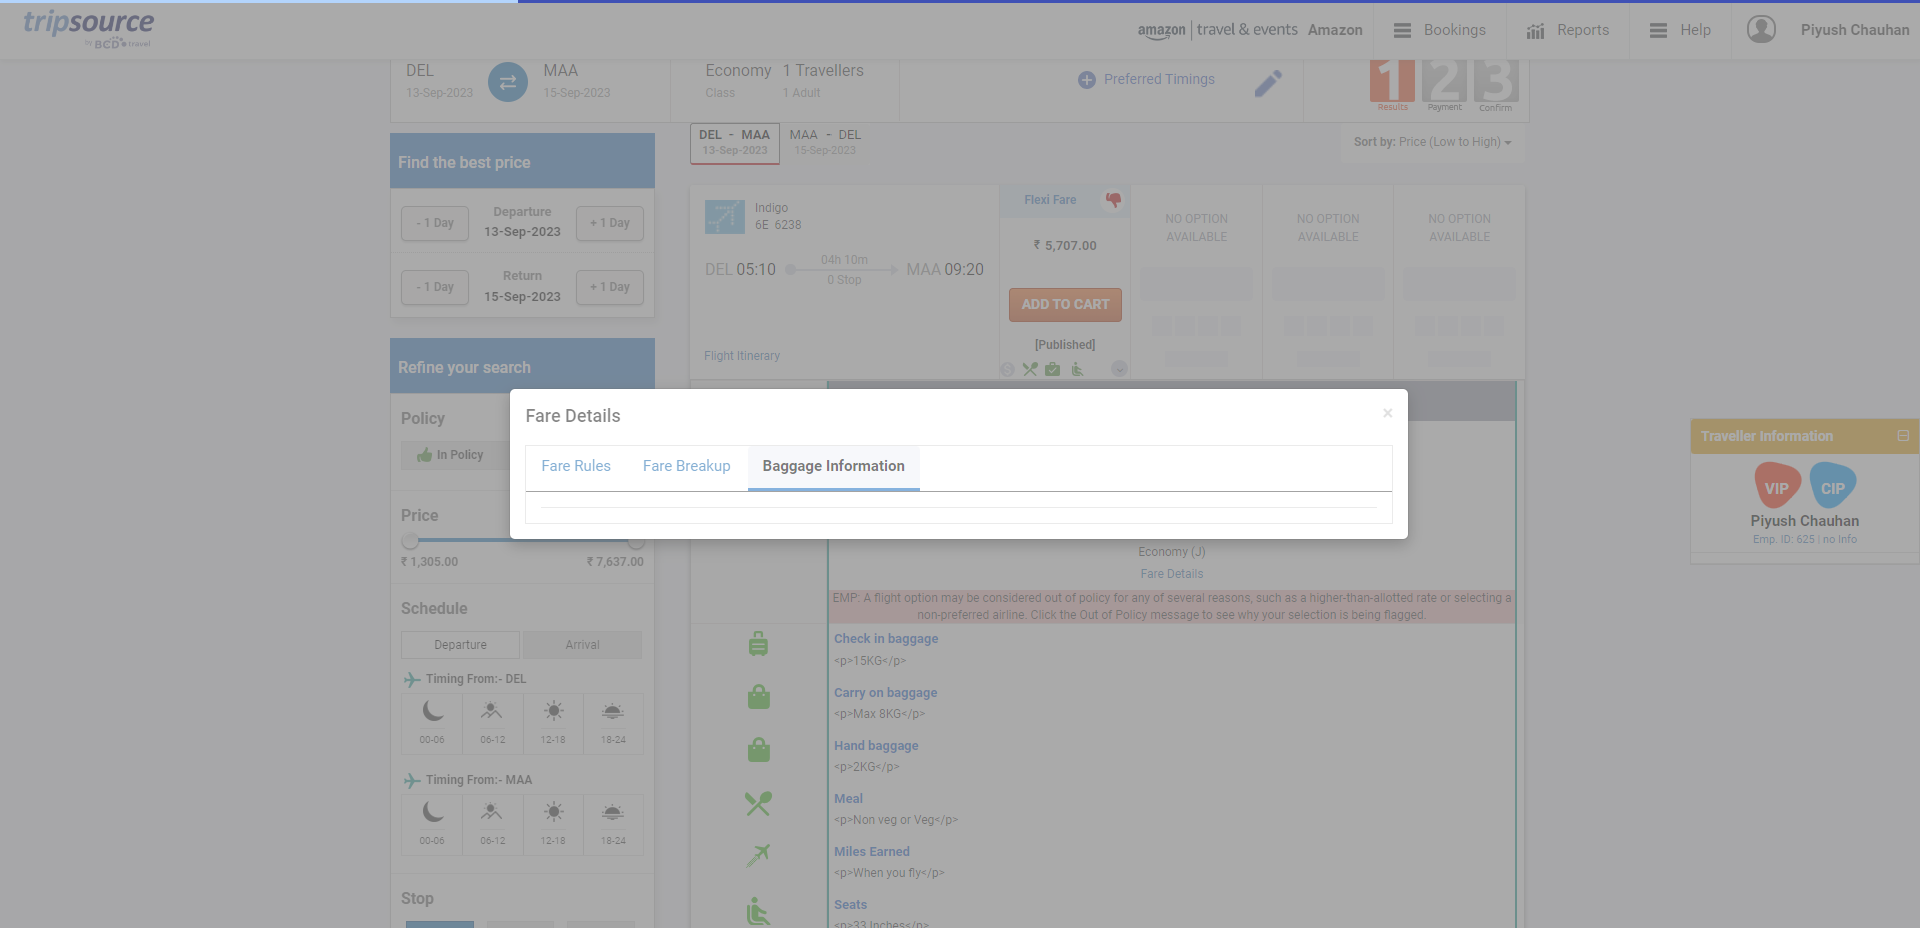 tripsource
by BCD travel
amazon | travel & events Amazon
Bookings
Reports
Help
Piyush Chauhan
DEL
13-Sep-2023
MAA
15-Sep-2023
Economy
Class
1 Travellers
1 Adult
Preferred Timings
1 2 3
Results Payment Confirm
DEL - MAA
13-Sep-2023
MAA - DEL
15-Sep-2023
Sort by: Price (Low to High)
Find the best price
- 1 Day
Departure
13-Sep-2023
+ 1 Day
- 1 Day
Return
15-Sep-2023
+ 1 Day
Indigo
6E 6238
DEL 05:10
04h 10m
0 Stop
MAA 09:20
Flight Itinerary
Flexi Fare
₹ 5,707.00
ADD TO CART
[Published]
NO OPTION
AVAILABLE
NO OPTION
AVAILABLE
NO OPTION
AVAILABLE
Refine your search
Policy
In Policy
Price
₹ 1,305.00
₹ 7,637.00
Schedule
Departure
Arrival
Timing From:- DEL
00-06
06-12
12-18
18-24
Timing From:- MAA
00-06
06-12
12-18
18-24
Stop
Fare Details
×
Fare Rules
Fare Breakup
Baggage Information
Economy (J)
Fare Details
EMP: A flight option may be considered out of policy for any of several reasons, such as a higher-than-allotted rate or selecting a
non-preferred airline. Click the Out of Policy message to see why your selection is being flagged.
Check in baggage
<p>15KG</p>
Carry on baggage
<p>Max 8KG</p>
Hand baggage
<p>2KG</p>
Meal
<p>Non veg or Veg</p>
Miles Earned
<p>When you fly</p>
Seats
<p>33 Inches</p>
Traveller Information
VIP
CIP
Piyush Chauhan
Emp. ID: 625 | no Info